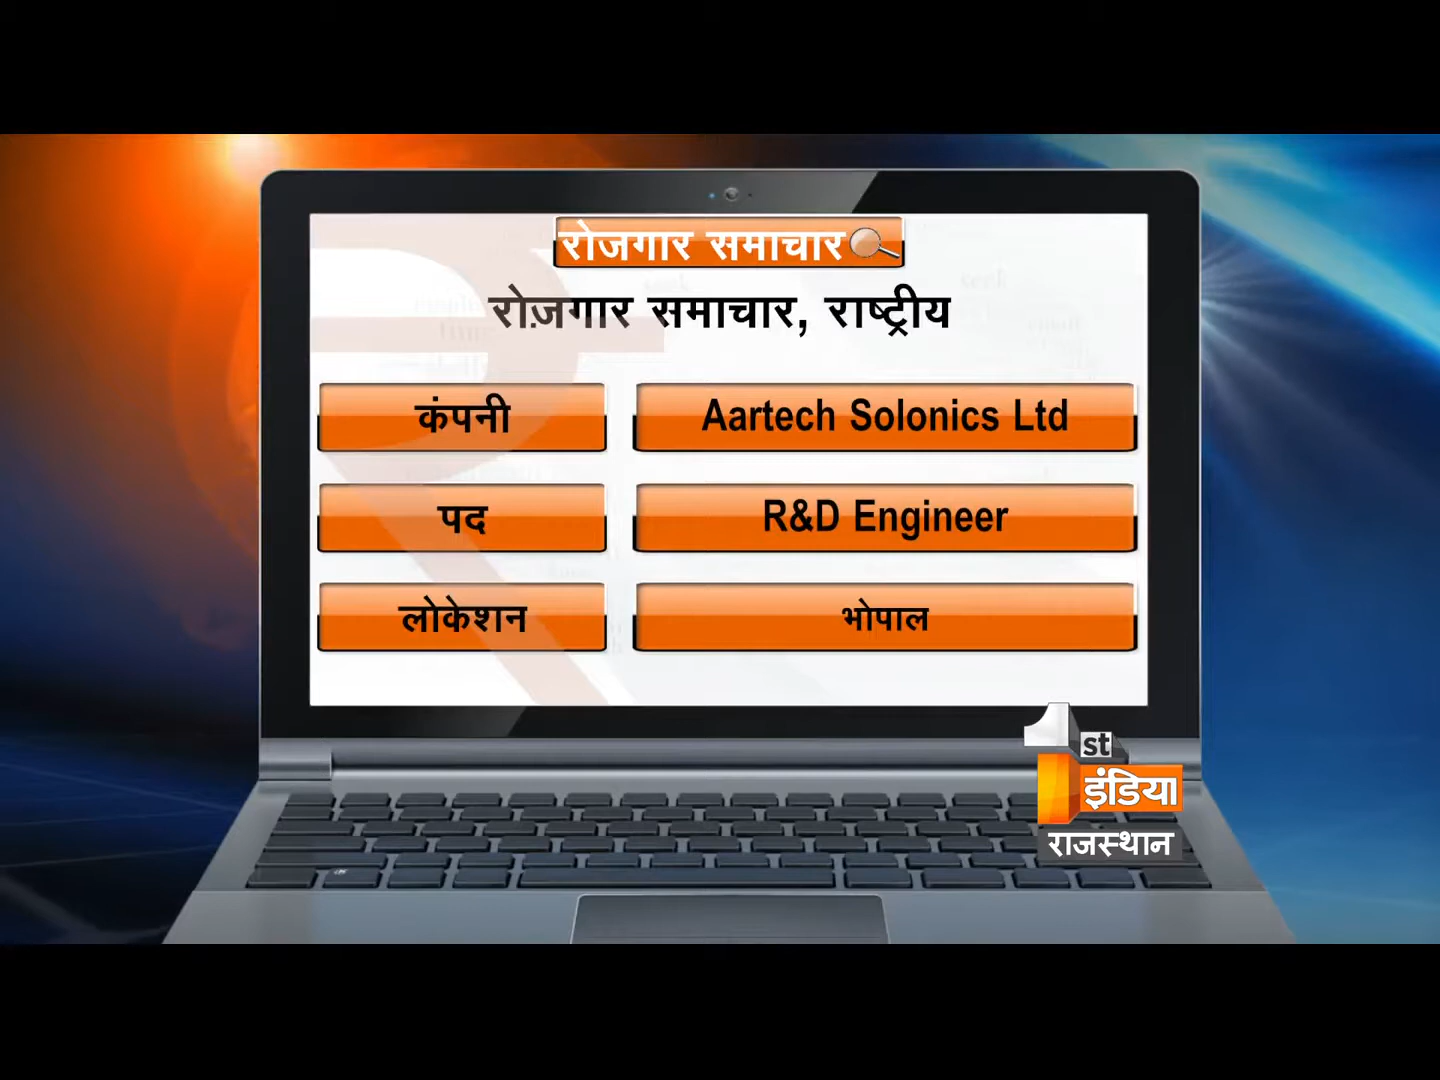 रोजगार समाचार
रोज़गार समाचार, राष्ट्रीय
कंपनी Aartech Solonics Ltd
पद R&D Engineer
लोकेशन भोपाल
1st
इंडिया
राजस्थान